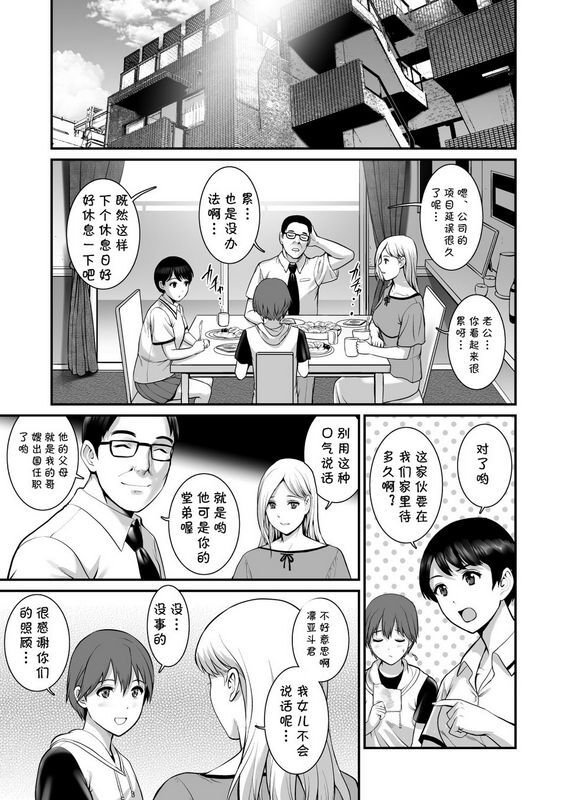 嗯、公司的
项目延误很久
了呢…
老公…
你看起来很
累呀…
累…
也是没办
法啊…
既然这样
下个休息日好
好休息一下吧
对了哟
这家伙要在
我们家里待
多久啊？
别用这种
口气说话
就是哟
他可是你的
堂弟喔
他的父母
就是我的哥
嫂出国任职
了哟
不好意思啊
凛亚斗君
我女儿不会
说话呢…
没…
没事的
很感谢你们
的照顾…